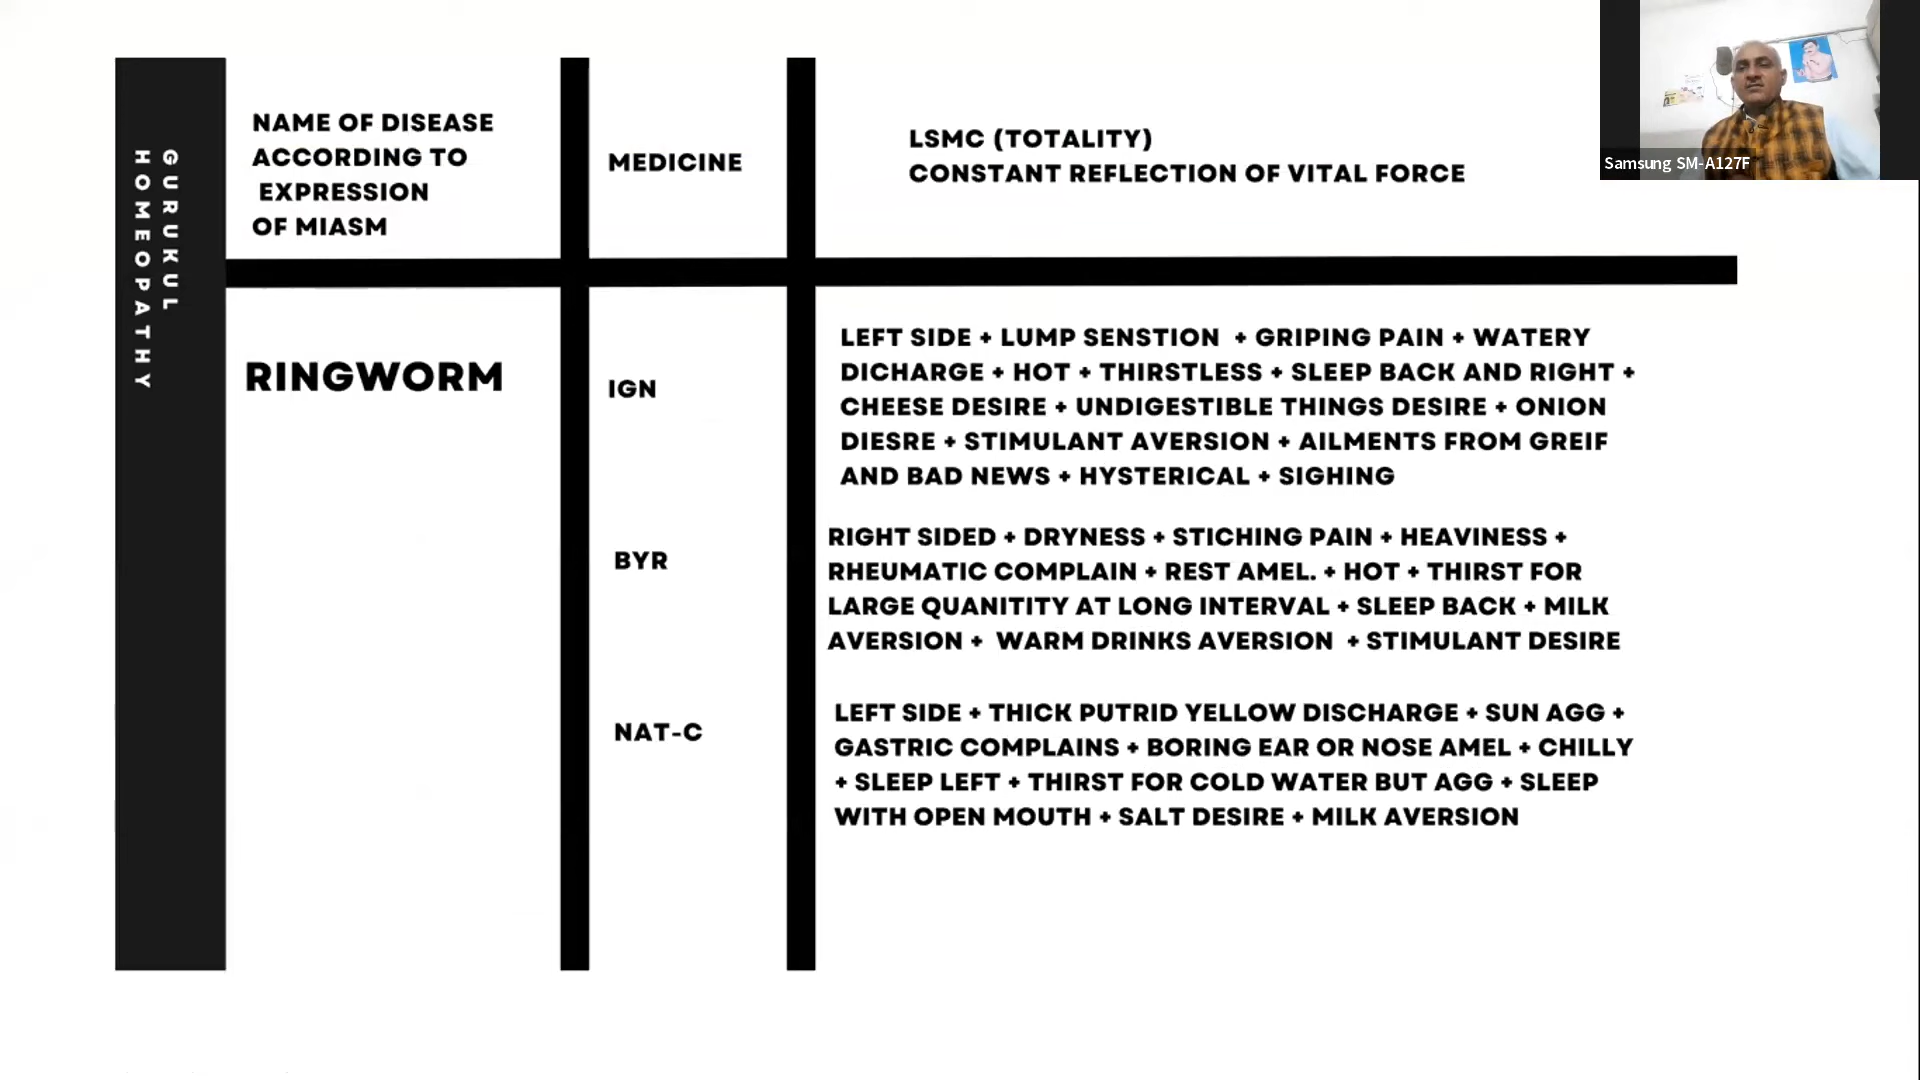 GURUKUL
HOMEOPATHY
NAME OF DISEASE
ACCORDING TO
EXPRESSION
OF MIASM
MEDICINE
LSMC (TOTALITY)
CONSTANT REFLECTION OF VITAL FORCE
Samsung SM-A127F
RINGWORM
IGN
LEFT SIDE + LUMP SENSTION + GRIPING PAIN + WATERY
DICHARGE + HOT + THIRSTLESS + SLEEP BACK AND RIGHT +
CHEESE DESIRE + UNDIGESTIBLE THINGS DESIRE + ONION
DIESRE + STIMULANT AVERSION + AILMENTS FROM GREIF
AND BAD NEWS + HYSTERICAL + SIGHING
BYR
RIGHT SIDED + DRYNESS + STICHING PAIN + HEAVINESS +
RHEUMATIC COMPLAIN + REST AMEL. + HOT + THIRST FOR
LARGE QUANITITY AT LONG INTERVAL + SLEEP BACK + MILK
AVERSION + WARM DRINKS AVERSION + STIMULANT DESIRE
NAT-C
LEFT SIDE + THICK PUTRID YELLOW DISCHARGE + SUN AGG +
GASTRIC COMPLAINS + BORING EAR OR NOSE AMEL + CHILLY
+ SLEEP LEFT + THIRST FOR COLD WATER BUT AGG + SLEEP
WITH OPEN MOUTH + SALT DESIRE + MILK AVERSION